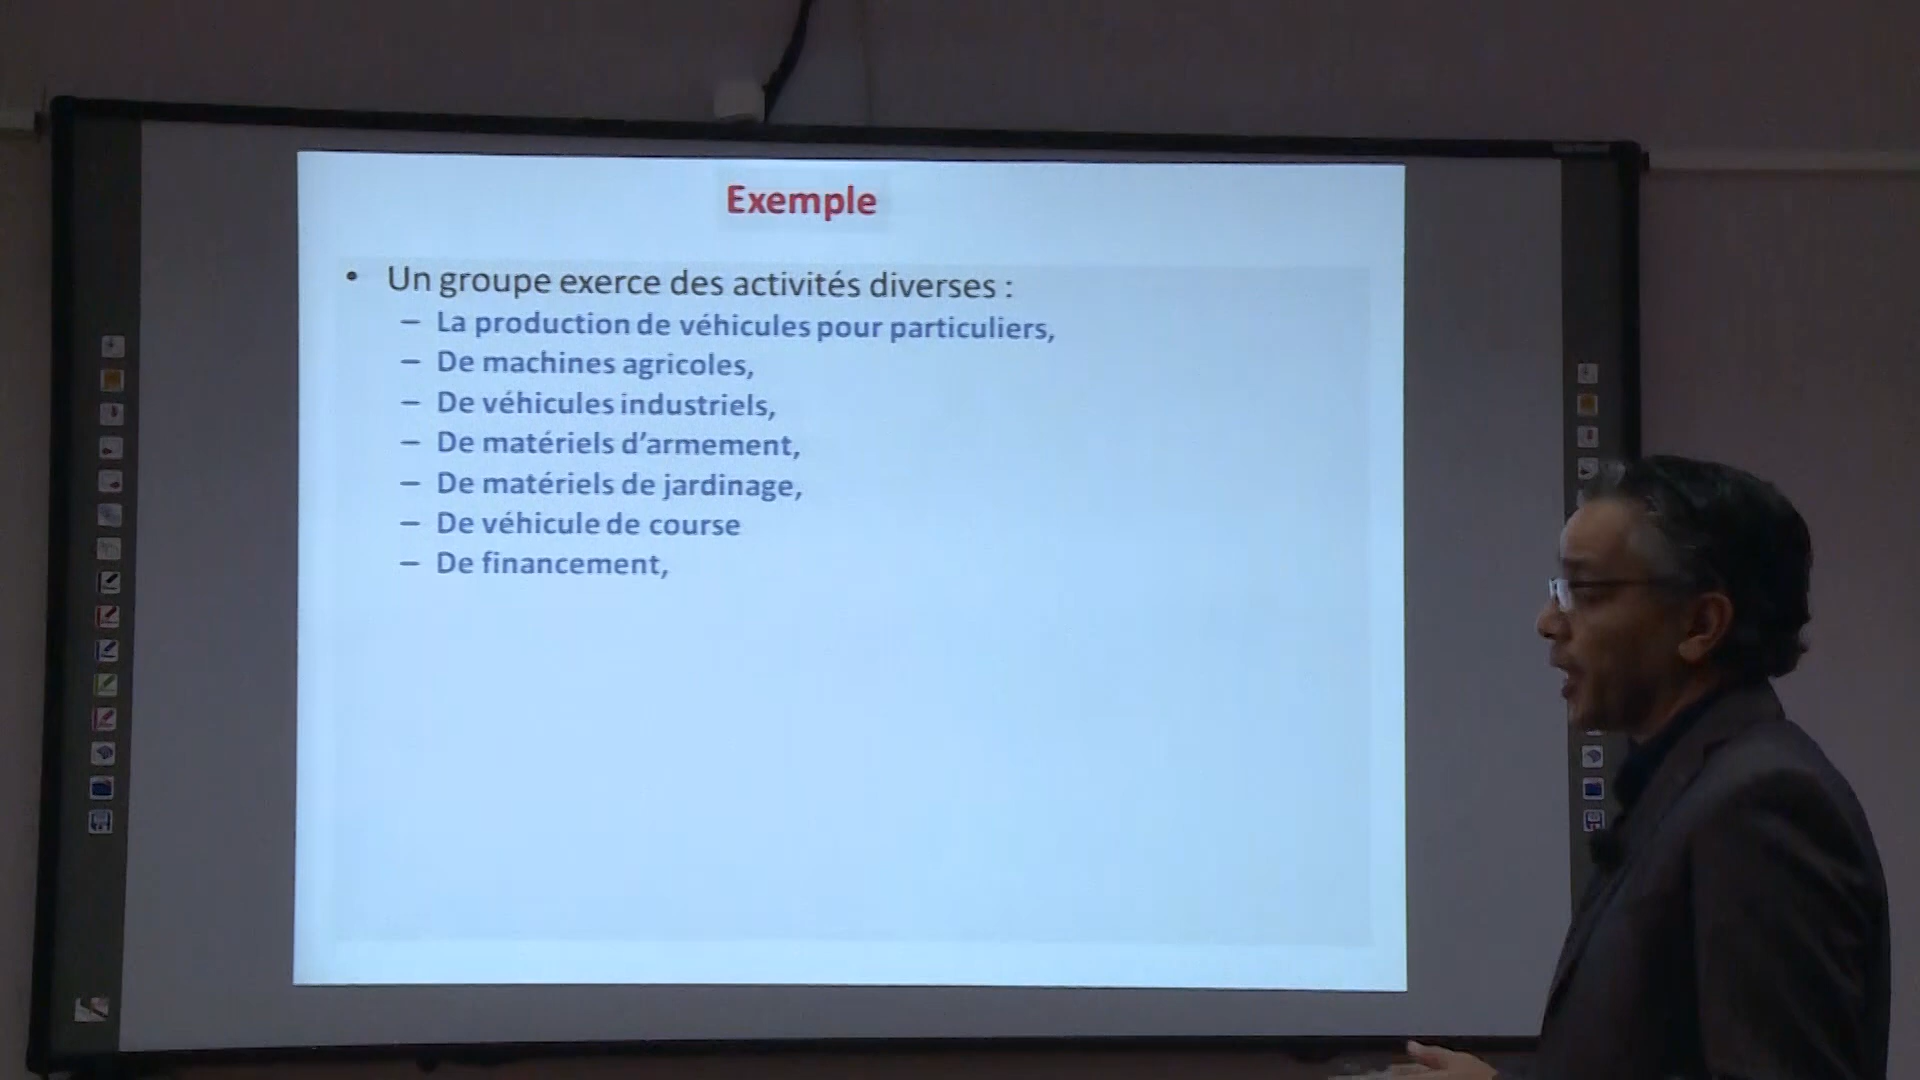 Exemple
• Un groupe exerce des activités diverses :
– La production de véhicules pour particuliers,
– De machines agricoles,
– De véhicules industriels,
– De matériels d’armement,
– De matériels de jardinage,
– De véhicule de course
– De financement,